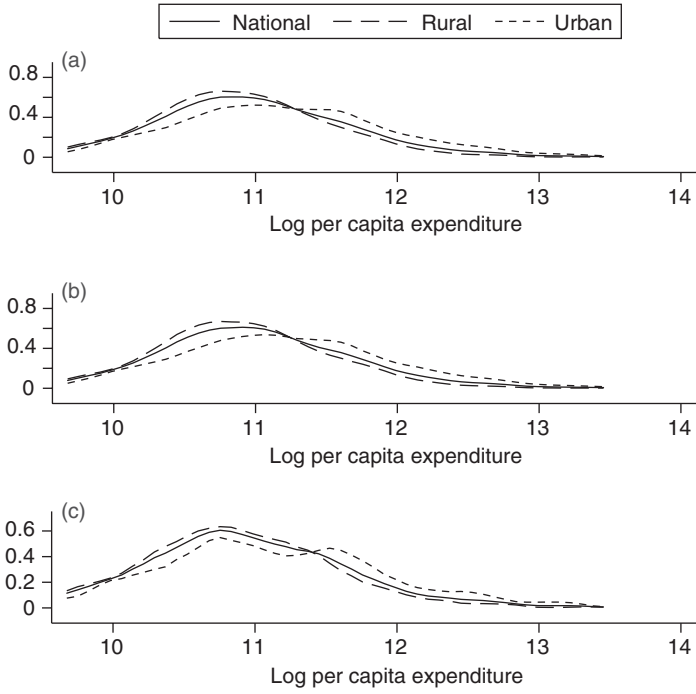 National Rural Urban
(a)
0.8
0.4
0
10 11 12 13 14
Log per capita expenditure
(b)
0.8
0.4
0
10 11 12 13 14
Log per capita expenditure
(c)
0.6
0.4
0.2
0
10 11 12 13 14
Log per capita expenditure